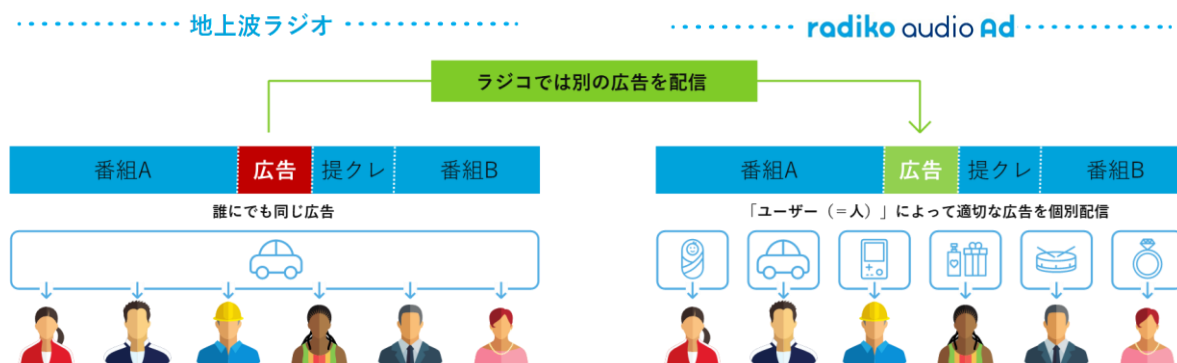 地上波ラジオ
radiko audio Ad
ラジコでは別の広告を配信
番組A
広告
提クレ
番組B
番組A
広告
提クレ
番組B
誰にでも同じ広告
「ユーザー(=人)」によって適切な広告を個別配信